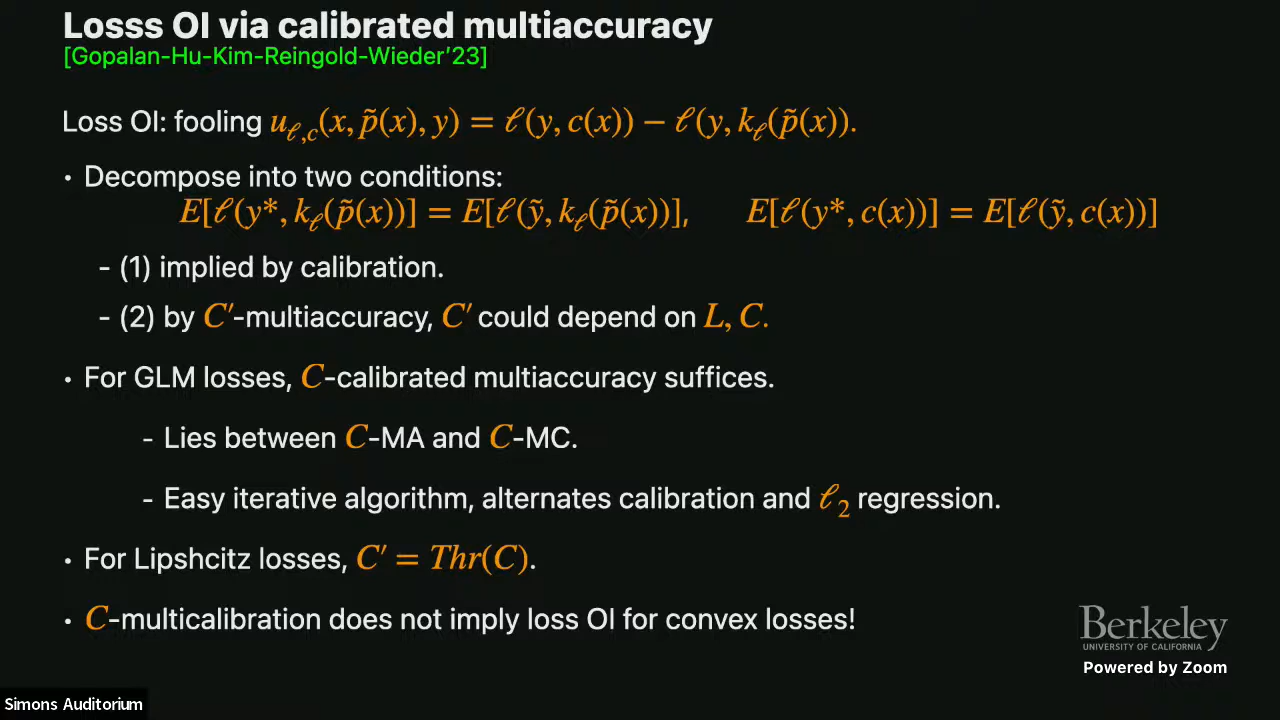 Losss OI via calibrated multiaccuracy
[Gopalan-Hu-Kim-Reingold-Wieder'23]
Loss OI: fooling u_{ℓ,c}(x, p̃(x), y) = ℓ(y, c(x)) − ℓ(y, k_ℓ(p̃(x)).
• Decompose into two conditions:
E[ℓ(y*, k_ℓ(p̃(x))] = E[ℓ(ỹ, k_ℓ(p̃(x))], E[ℓ(y*, c(x))] = E[ℓ(ỹ, c(x))]
- (1) implied by calibration.
- (2) by C′-multiaccuracy, C′ could depend on L, C.
• For GLM losses, C-calibrated multiaccuracy suffices.
- Lies between C-MA and C-MC.
- Easy iterative algorithm, alternates calibration and ℓ₂ regression.
• For Lipshcitz losses, C′ = Thr(C).
• C-multicalibration does not imply loss OI for convex losses!
Berkeley
UNIVERSITY OF CALIFORNIA
Powered by Zoom
Simons Auditorium